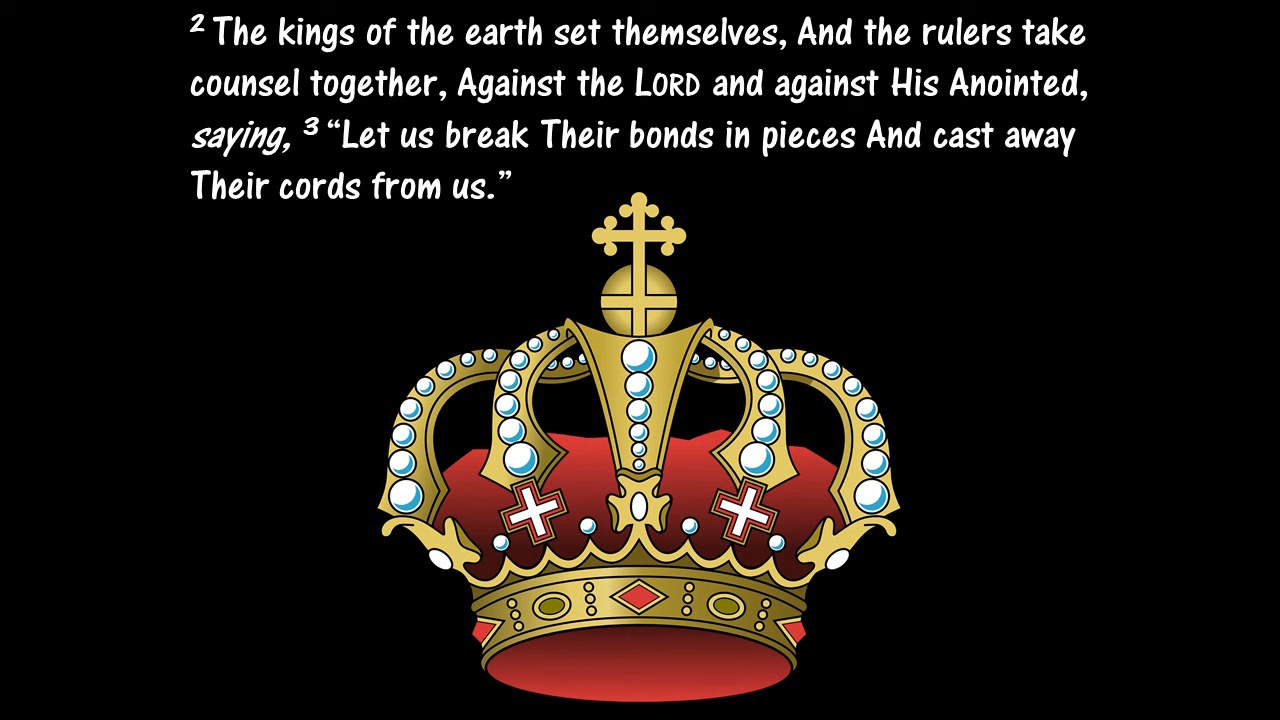 ² The kings of the earth set themselves, And the rulers take
counsel together, Against the LORD and against His Anointed,
saying, ³ “Let us break Their bonds in pieces And cast away
Their cords from us.”